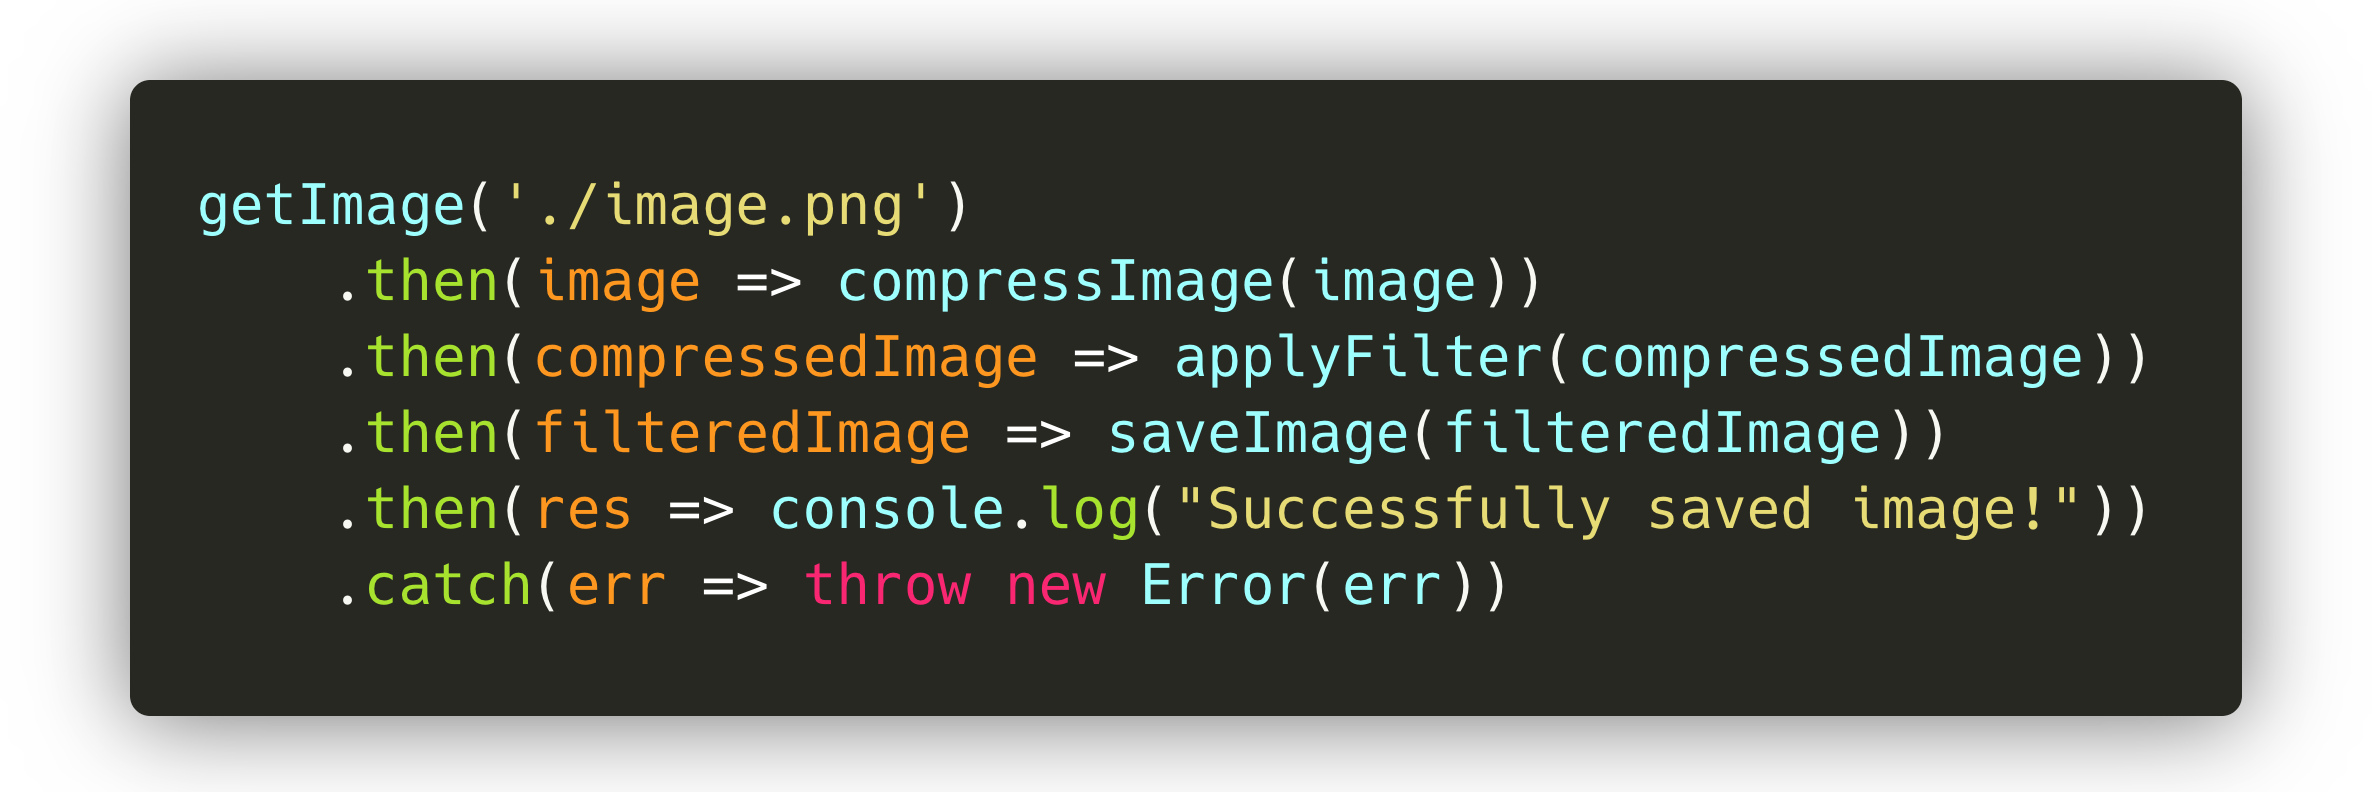 getImage('./image.png')
    .then(image => compressImage(image))
    .then(compressedImage => applyFilter(compressedImage))
    .then(filteredImage => saveImage(filteredImage))
    .then(res => console.log("Successfully saved image!"))
    .catch(err => throw new Error(err))